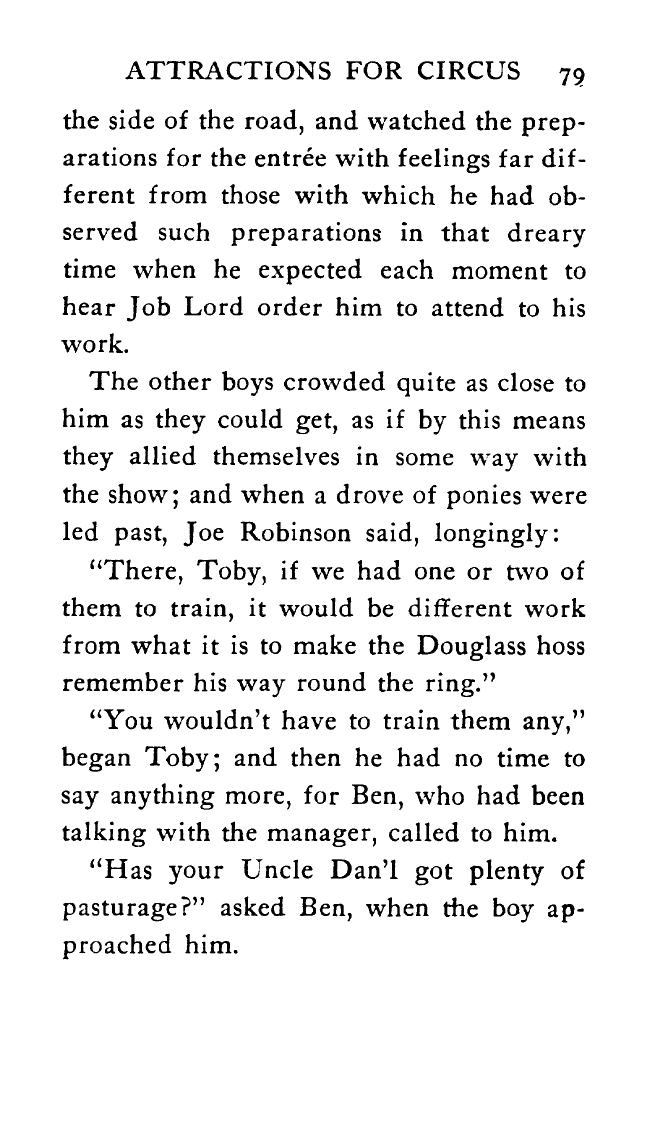 ATTRACTIONS FOR CIRCUS 79
the side of the road, and watched the prep-
arations for the entrée with feelings far dif-
ferent from those with which he had ob-
served such preparations in that dreary
time when he expected each moment to
hear Job Lord order him to attend to his
work.
The other boys crowded quite as close to
him as they could get, as if by this means
they allied themselves in some way with
the show; and when a drove of ponies were
led past, Joe Robinson said, longingly:
“There, Toby, if we had one or two of
them to train, it would be different work
from what it is to make the Douglass hoss
remember his way round the ring.”
“You wouldn’t have to train them any,”
began Toby; and then he had no time to
say anything more, for Ben, who had been
talking with the manager, called to him.
“Has your Uncle Dan’l got plenty of
pasturage?” asked Ben, when the boy ap-
proached him.